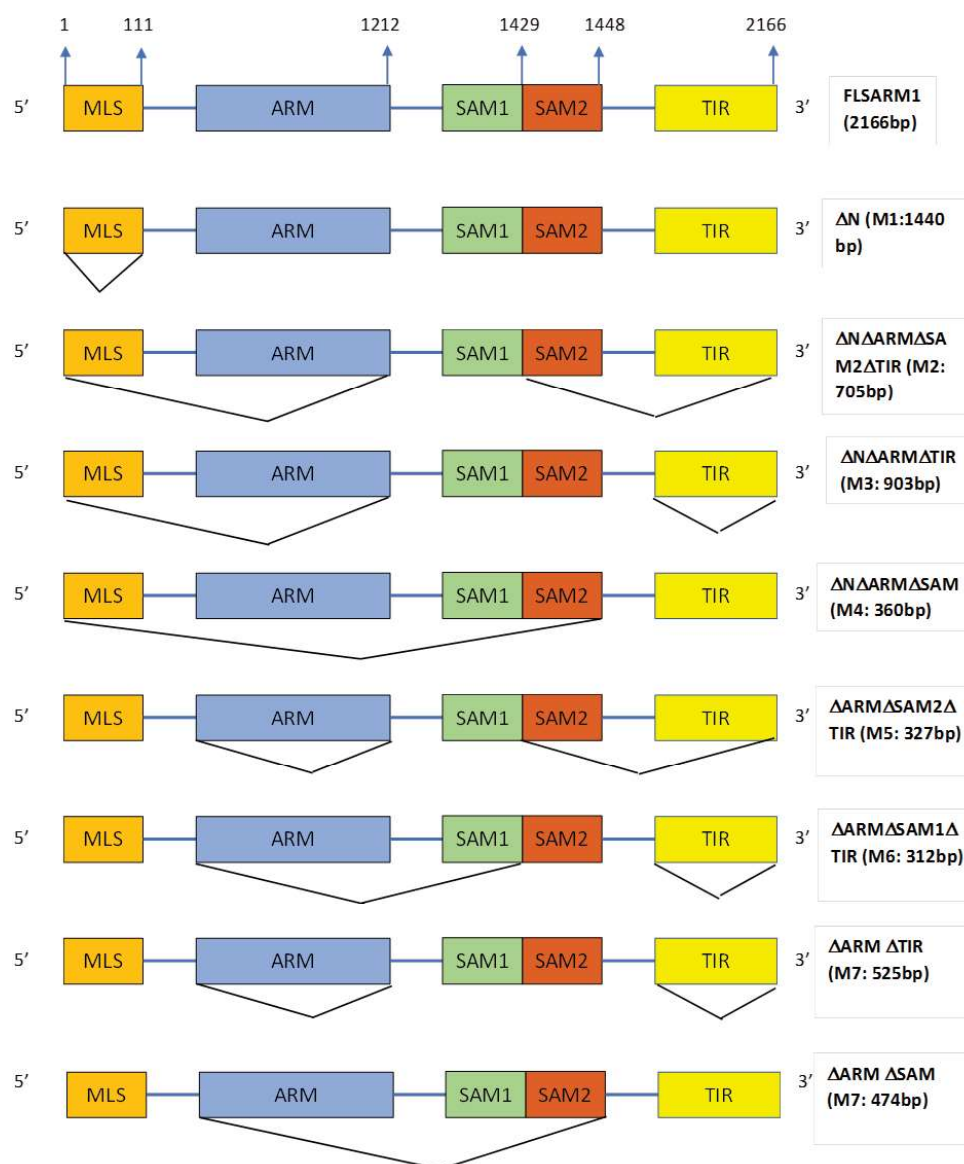 1 111 1212 1429 1448 2166
5′ MLS ARM SAM1 SAM2 TIR 3′ FLSARM1
(2166bp)
5′ MLS ARM SAM1 SAM2 TIR 3′ ΔN (M1:1440
bp)
5′ MLS ARM SAM1 SAM2 TIR 3′ ΔNΔARMΔSA
M2ΔTIR (M2:
705bp)
5′ MLS ARM SAM1 SAM2 TIR 3′ ΔNΔARMΔTIR
(M3: 903bp)
5′ MLS ARM SAM1 SAM2 TIR 3′ ΔNΔARMΔSAM
(M4: 360bp)
5′ MLS ARM SAM1 SAM2 TIR 3′ ΔARMΔSAM2Δ
TIR (M5: 327bp)
5′ MLS ARM SAM1 SAM2 TIR 3′ ΔARMΔSAM1Δ
TIR (M6: 312bp)
5′ MLS ARM SAM1 SAM2 TIR 3′ ΔARM ΔTIR
(M7: 525bp)
5′ MLS ARM SAM1 SAM2 TIR 3′ ΔARM ΔSAM
(M7: 474bp)